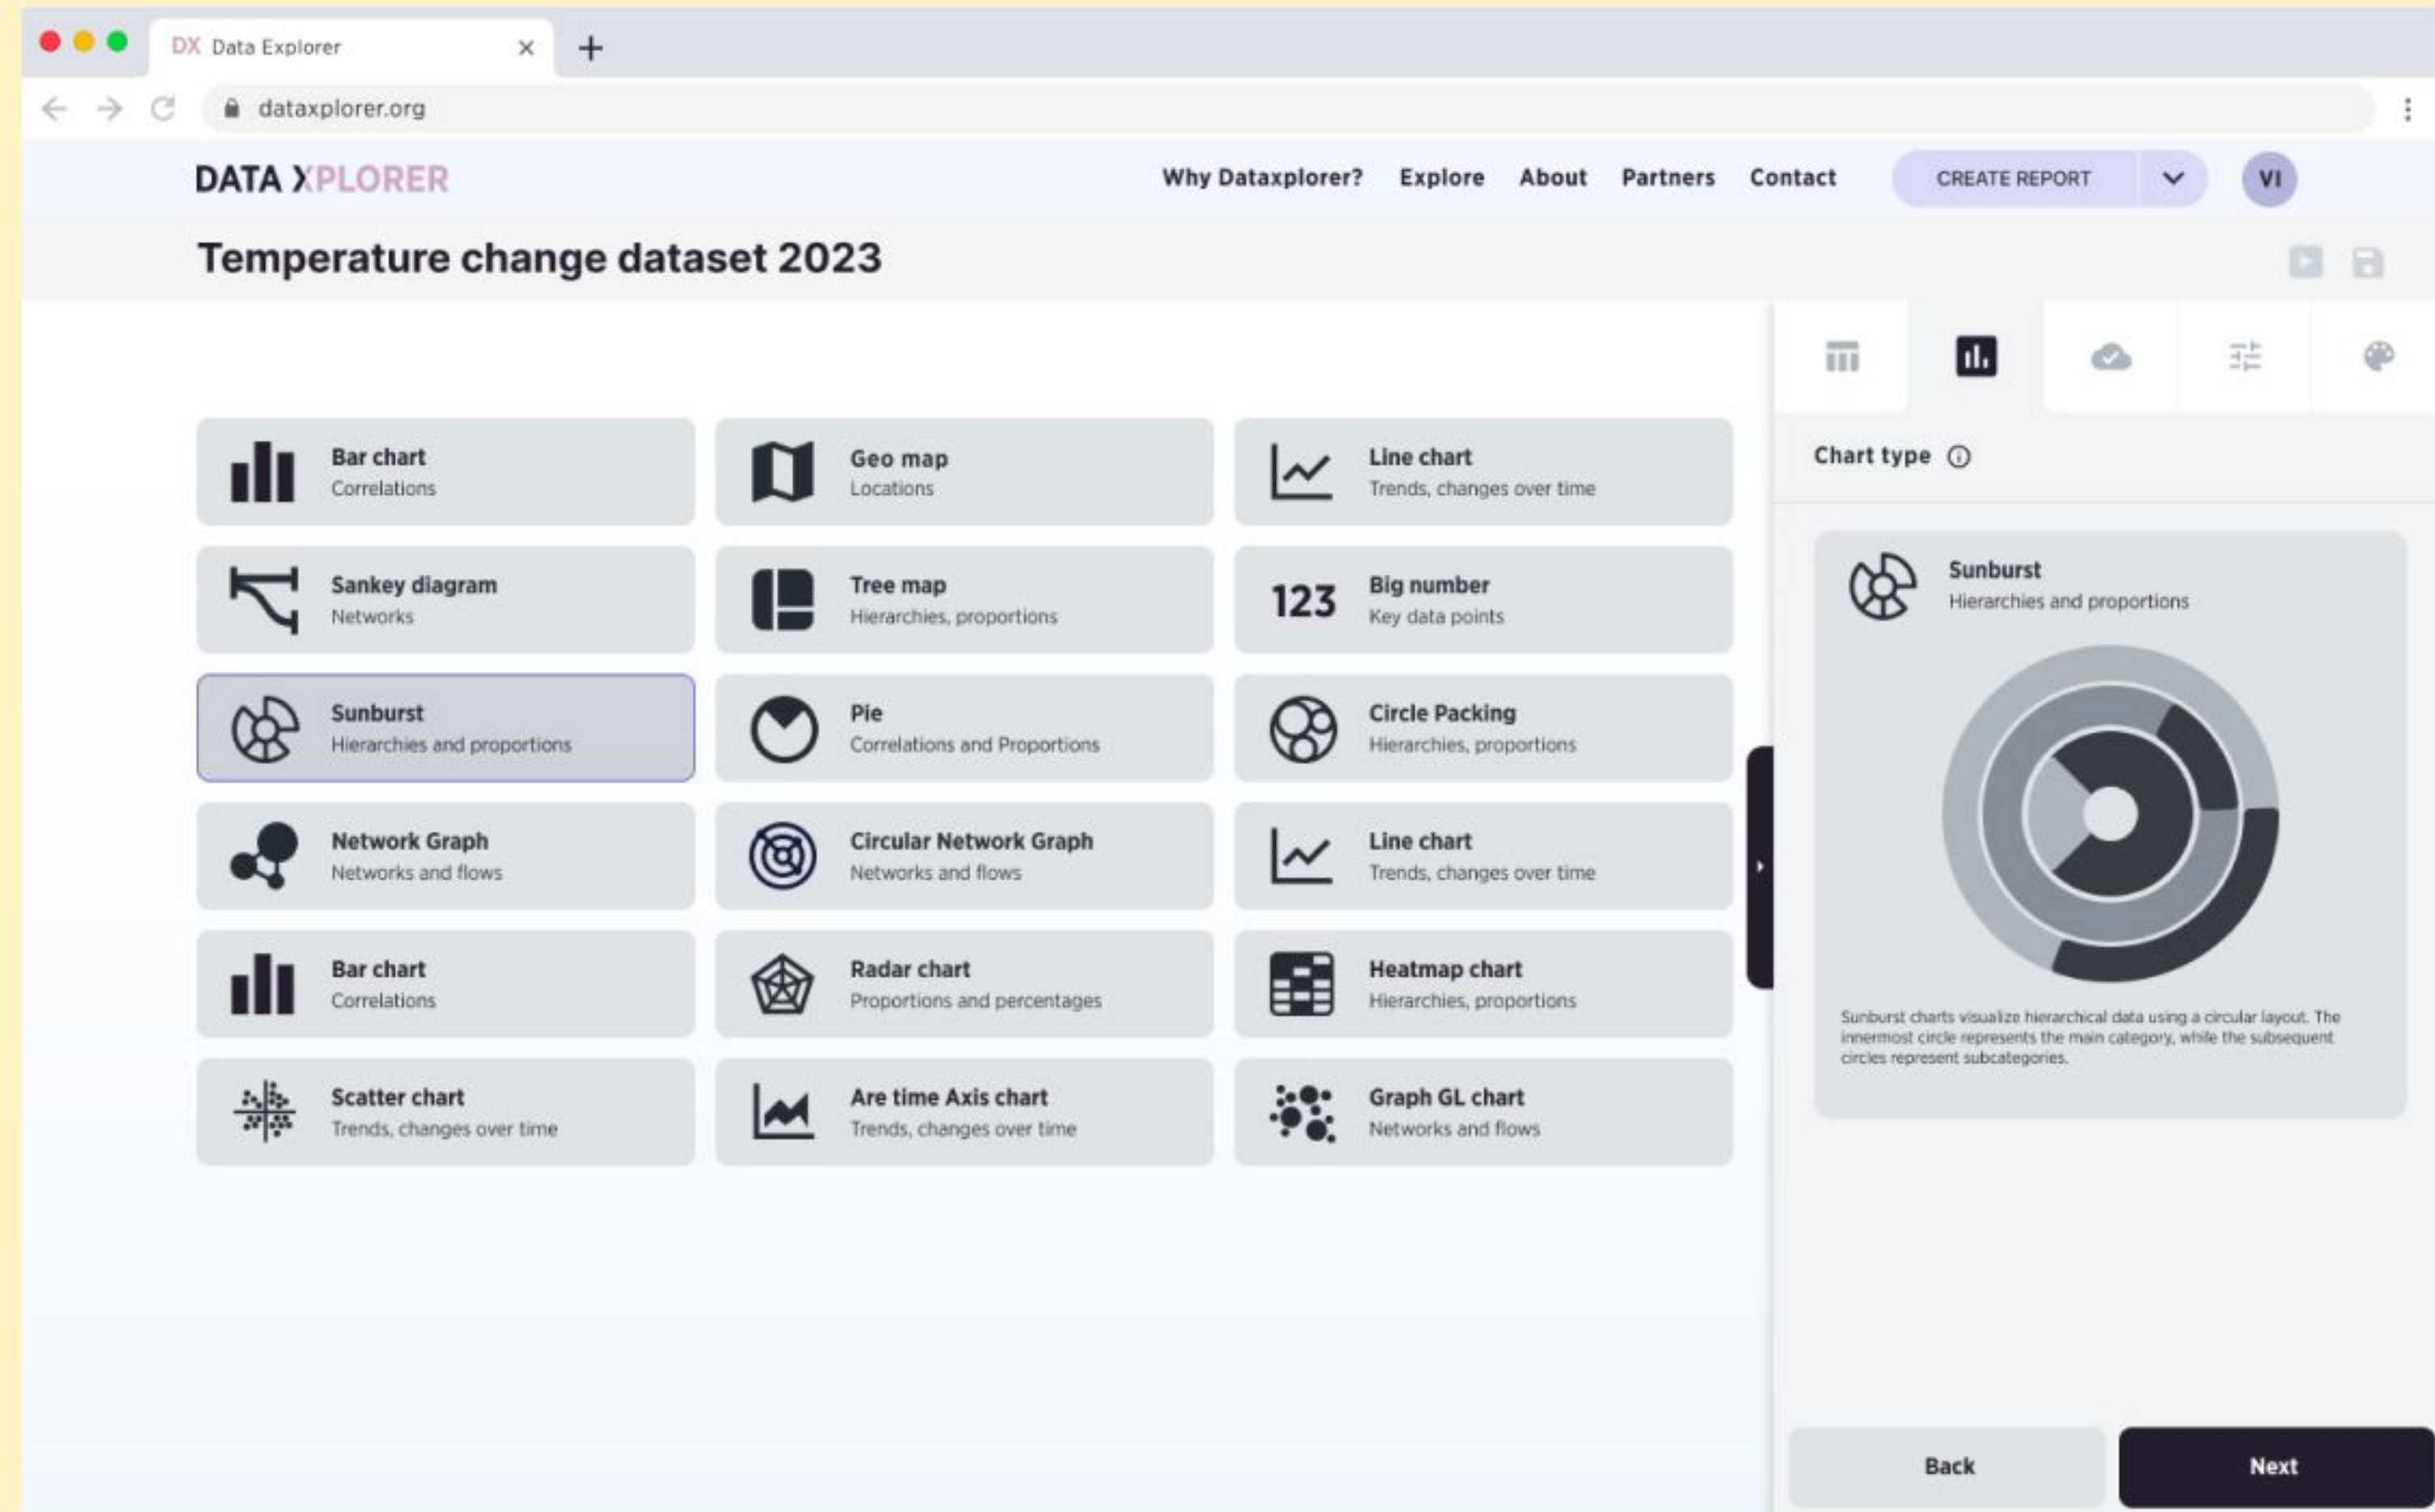 DX Data Explorer
dataxplorer.org
DATA XPLORER
Why Dataxplorer? Explore About Partners Contact CREATE REPORT VI
Temperature change dataset 2023
Bar chart
Correlations
Geo map
Locations
Line chart
Trends, changes over time
Sankey diagram
Networks
Tree map
Hierarchies, proportions
123
Big number
Key data points
Sunburst
Hierarchies and proportions
Pie
Correlations and Proportions
Circle Packing
Hierarchies, proportions
Network Graph
Networks and flows
Circular Network Graph
Networks and flows
Line chart
Trends, changes over time
Bar chart
Correlations
Radar chart
Proportions and percentages
Heatmap chart
Hierarchies, proportions
Scatter chart
Trends, changes over time
Are time Axis chart
Trends, changes over time
Graph GL chart
Networks and flows
Chart type
Sunburst
Hierarchies and proportions
Sunburst charts visualize hierarchical data using a circular layout. The
innermost circle represents the main category, while the subsequent
circles represent subcategories.
Back
Next